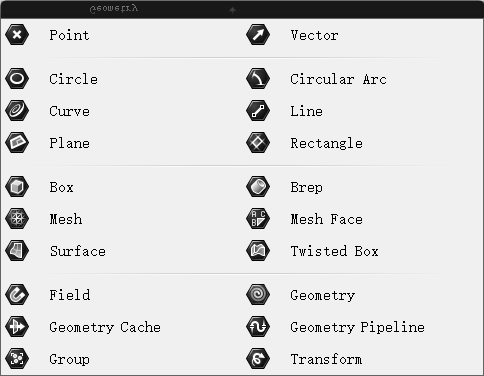 Geometry
Point Vector
Circle Circular Arc
Curve Line
Plane Rectangle
Box Brep
Mesh Mesh Face
Surface Twisted Box
Field Geometry
Geometry Cache Geometry Pipeline
Group Transform